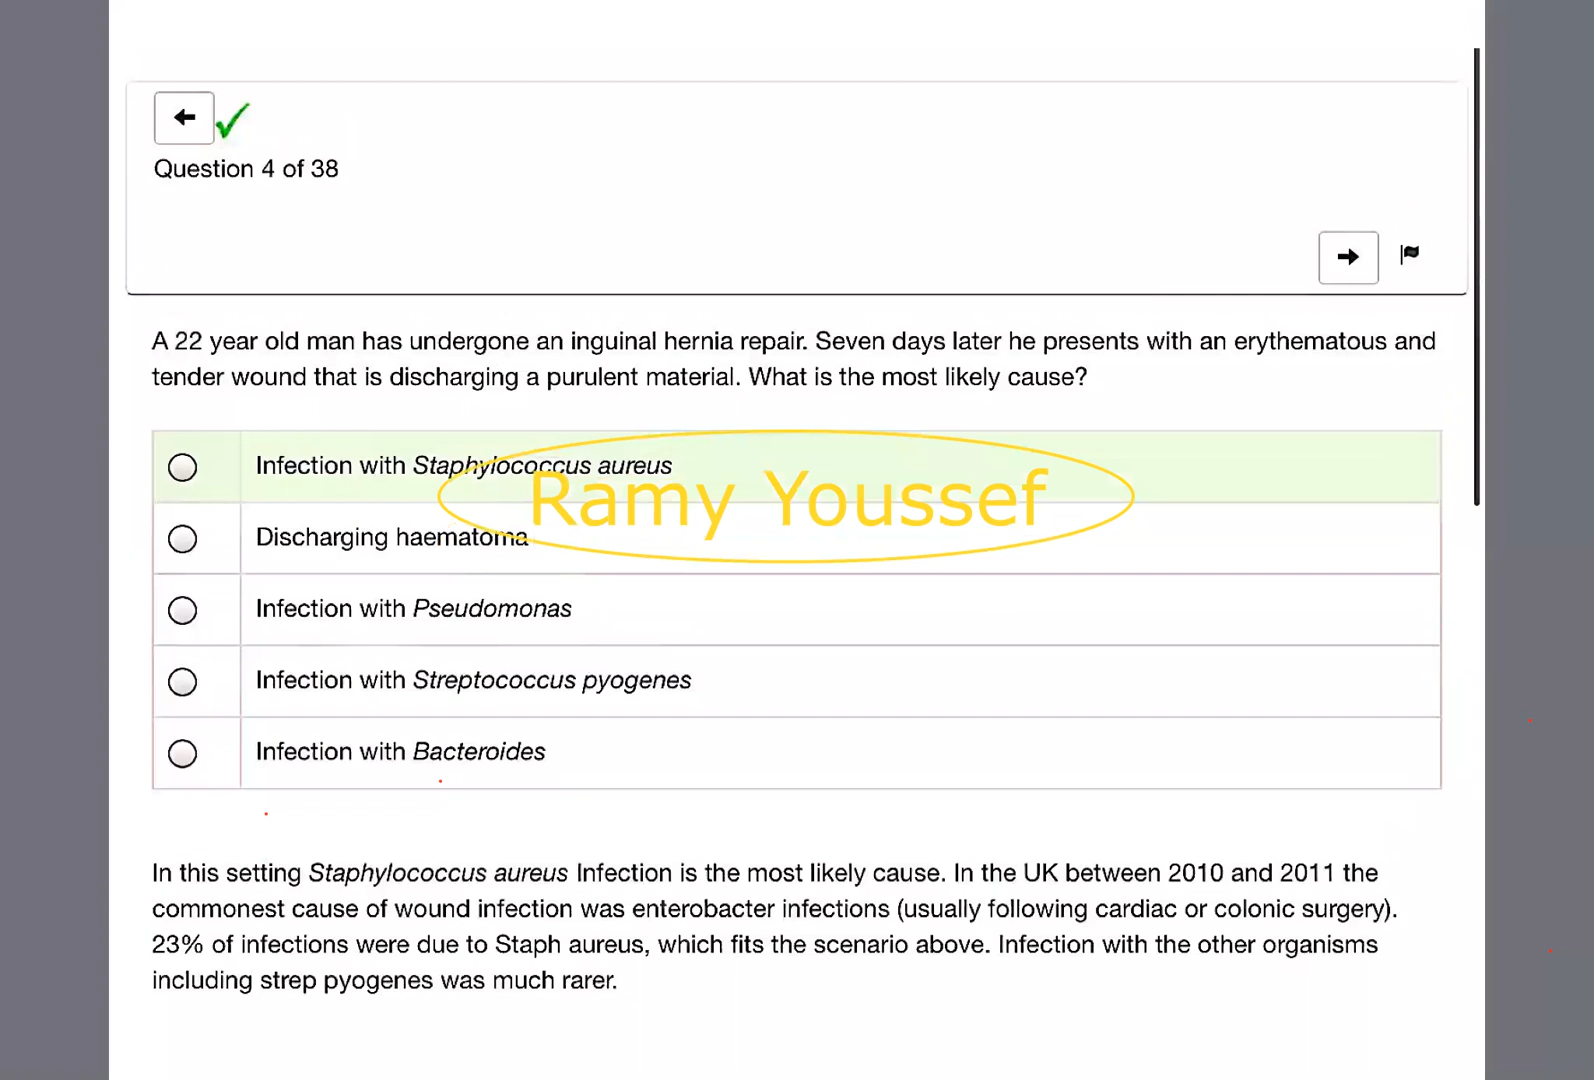 Question 4 of 38
A 22 year old man has undergone an inguinal hernia repair. Seven days later he presents with an erythematous and
tender wound that is discharging a purulent material. What is the most likely cause?
Infection with Staphylococcus aureus
Ramy Youssef
Discharging haematoma
Infection with Pseudomonas
Infection with Streptococcus pyogenes
Infection with Bacteroides
In this setting Staphylococcus aureus Infection is the most likely cause. In the UK between 2010 and 2011 the
commonest cause of wound infection was enterobacter infections (usually following cardiac or colonic surgery).
23% of infections were due to Staph aureus, which fits the scenario above. Infection with the other organisms
including strep pyogenes was much rarer.